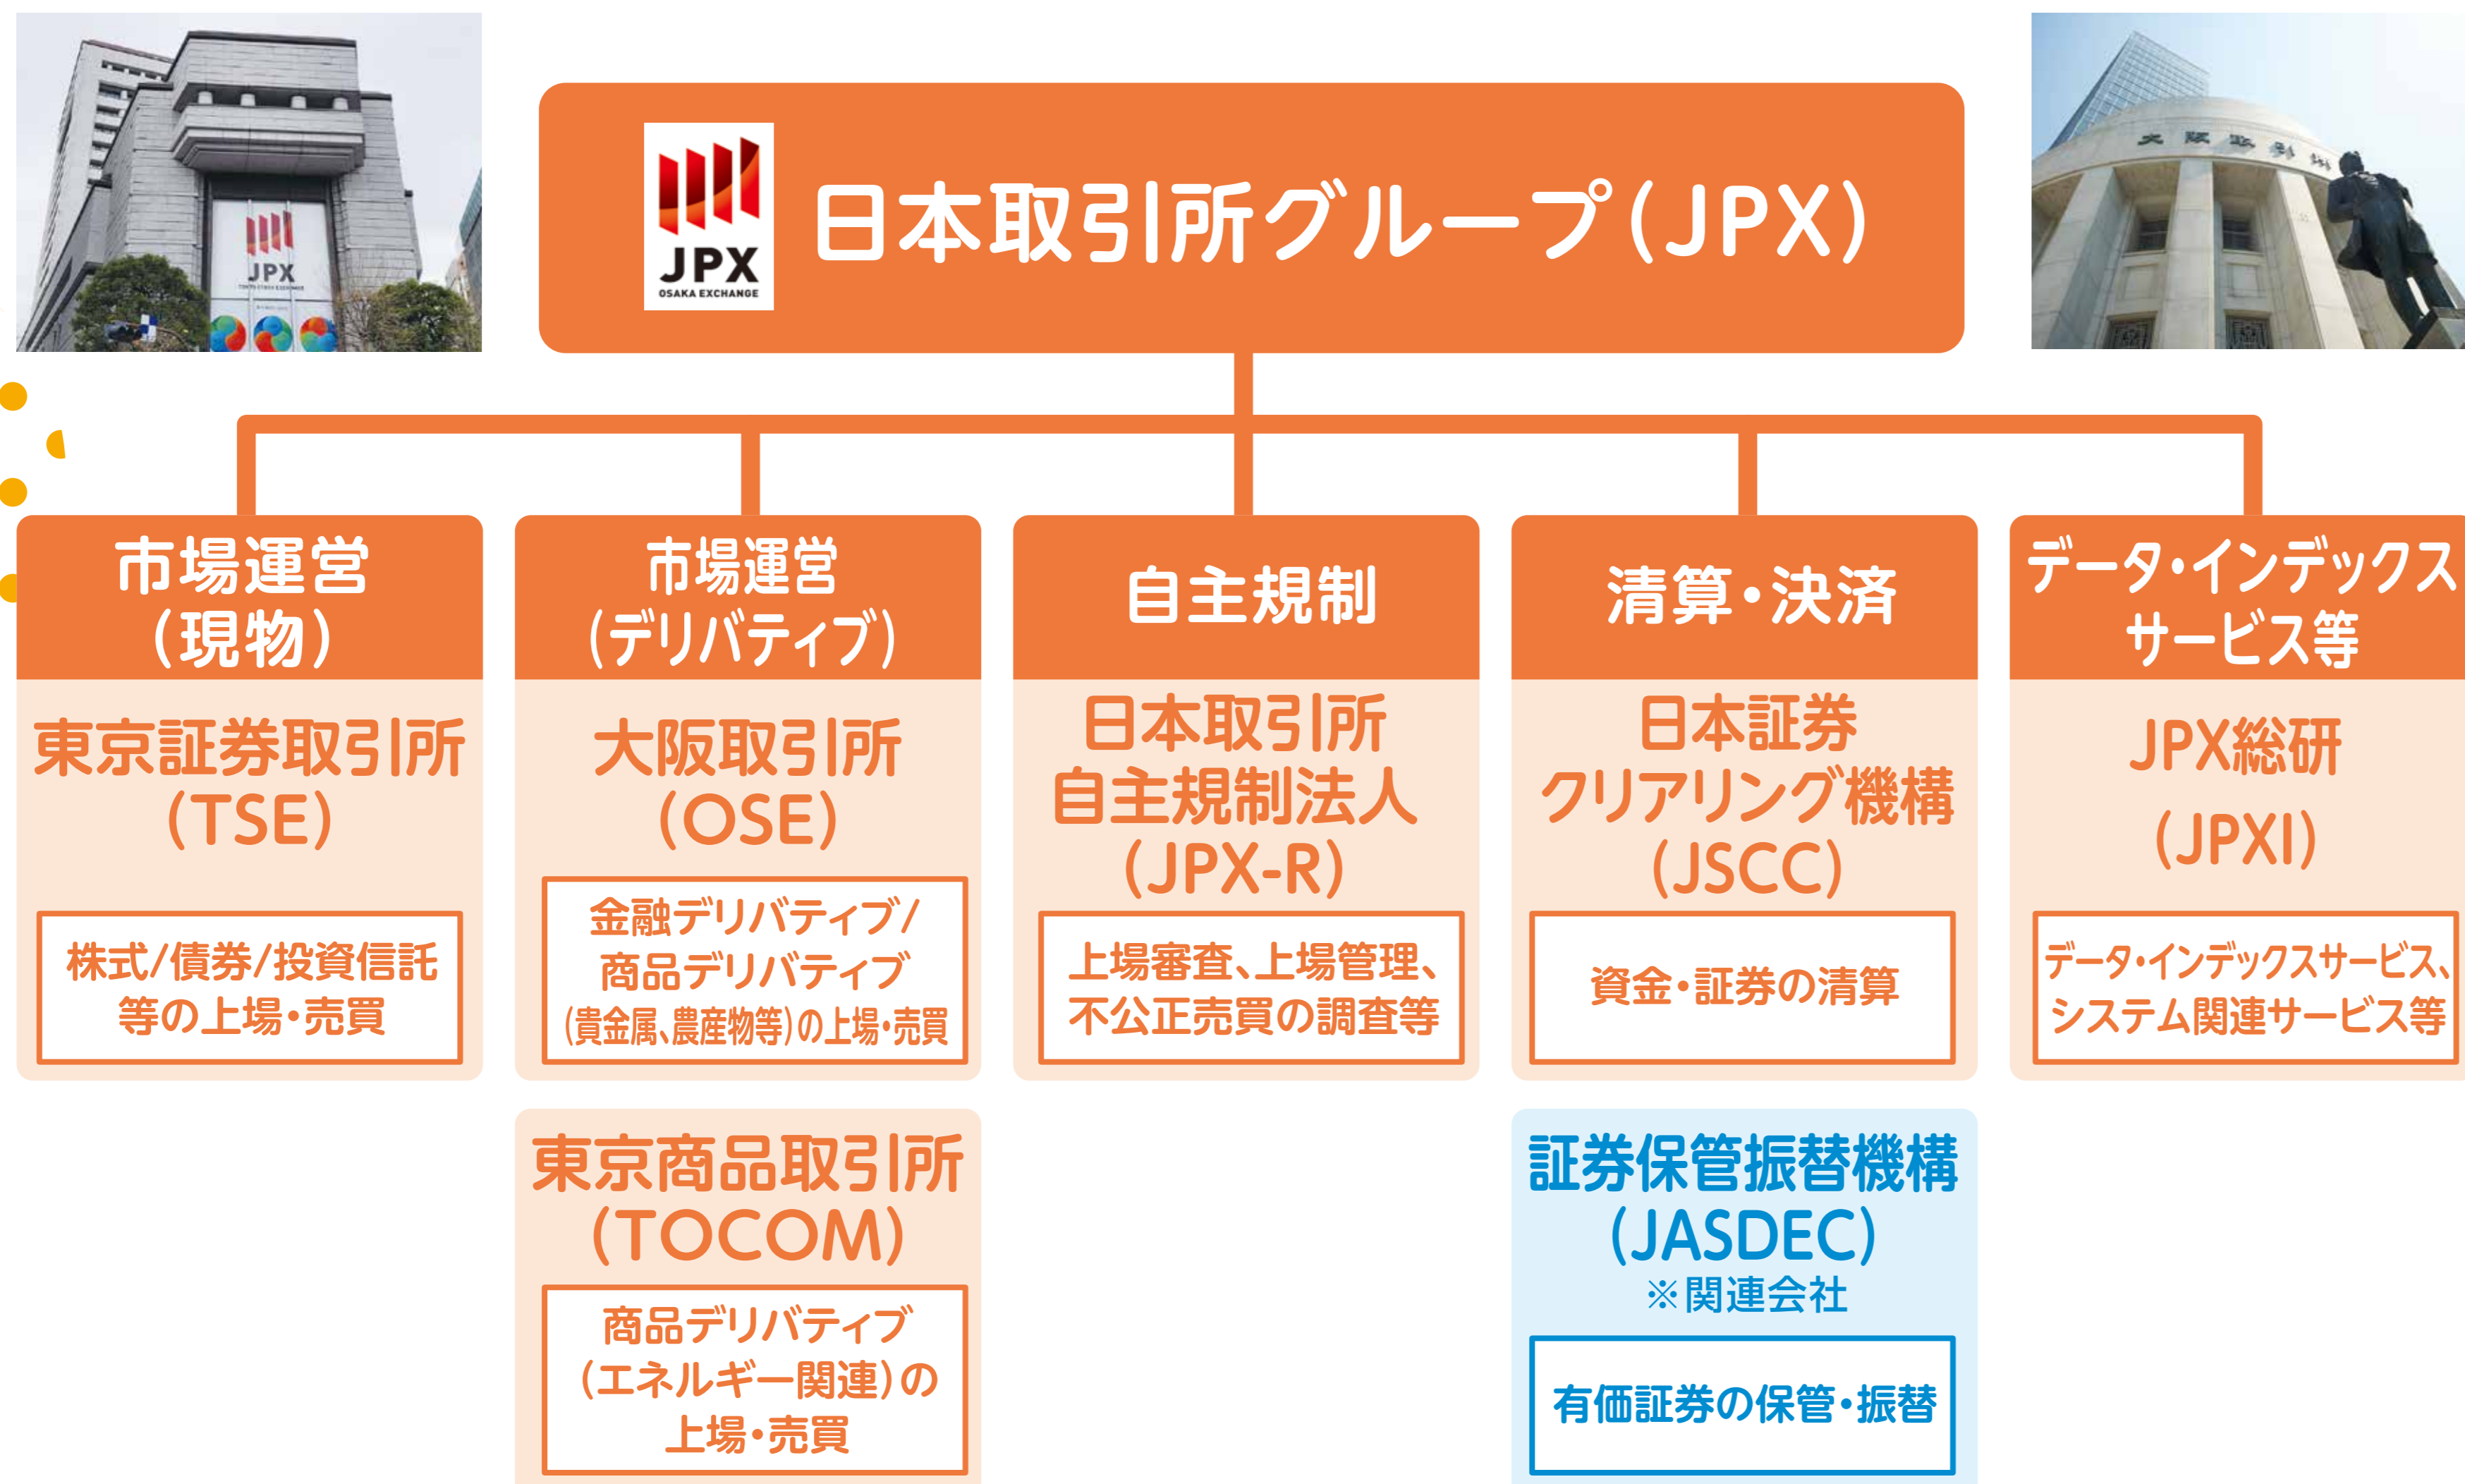 JPX
TOKYO STOCK EXCHANGE
JPX
OSAKA EXCHANGE
日本取引所グループ(JPX)
大阪取引所
市場運営
(現物)
東京証券取引所
(TSE)
株式/債券/投資信託
等の上場・売買
市場運営
(デリバティブ)
大阪取引所
(OSE)
金融デリバティブ/
商品デリバティブ
(貴金属、農産物等)の上場・売買
東京商品取引所
(TOCOM)
商品デリバティブ
(エネルギー関連)の
上場・売買
自主規制
日本取引所
自主規制法人
(JPX-R)
上場審査、上場管理、
不公正売買の調査等
清算・決済
日本証券
クリアリング機構
(JSCC)
資金・証券の清算
証券保管振替機構
(JASDEC)
※関連会社
有価証券の保管・振替
データ・インデックス
サービス等
JPX総研
(JPXI)
データ・インデックスサービス、
システム関連サービス等